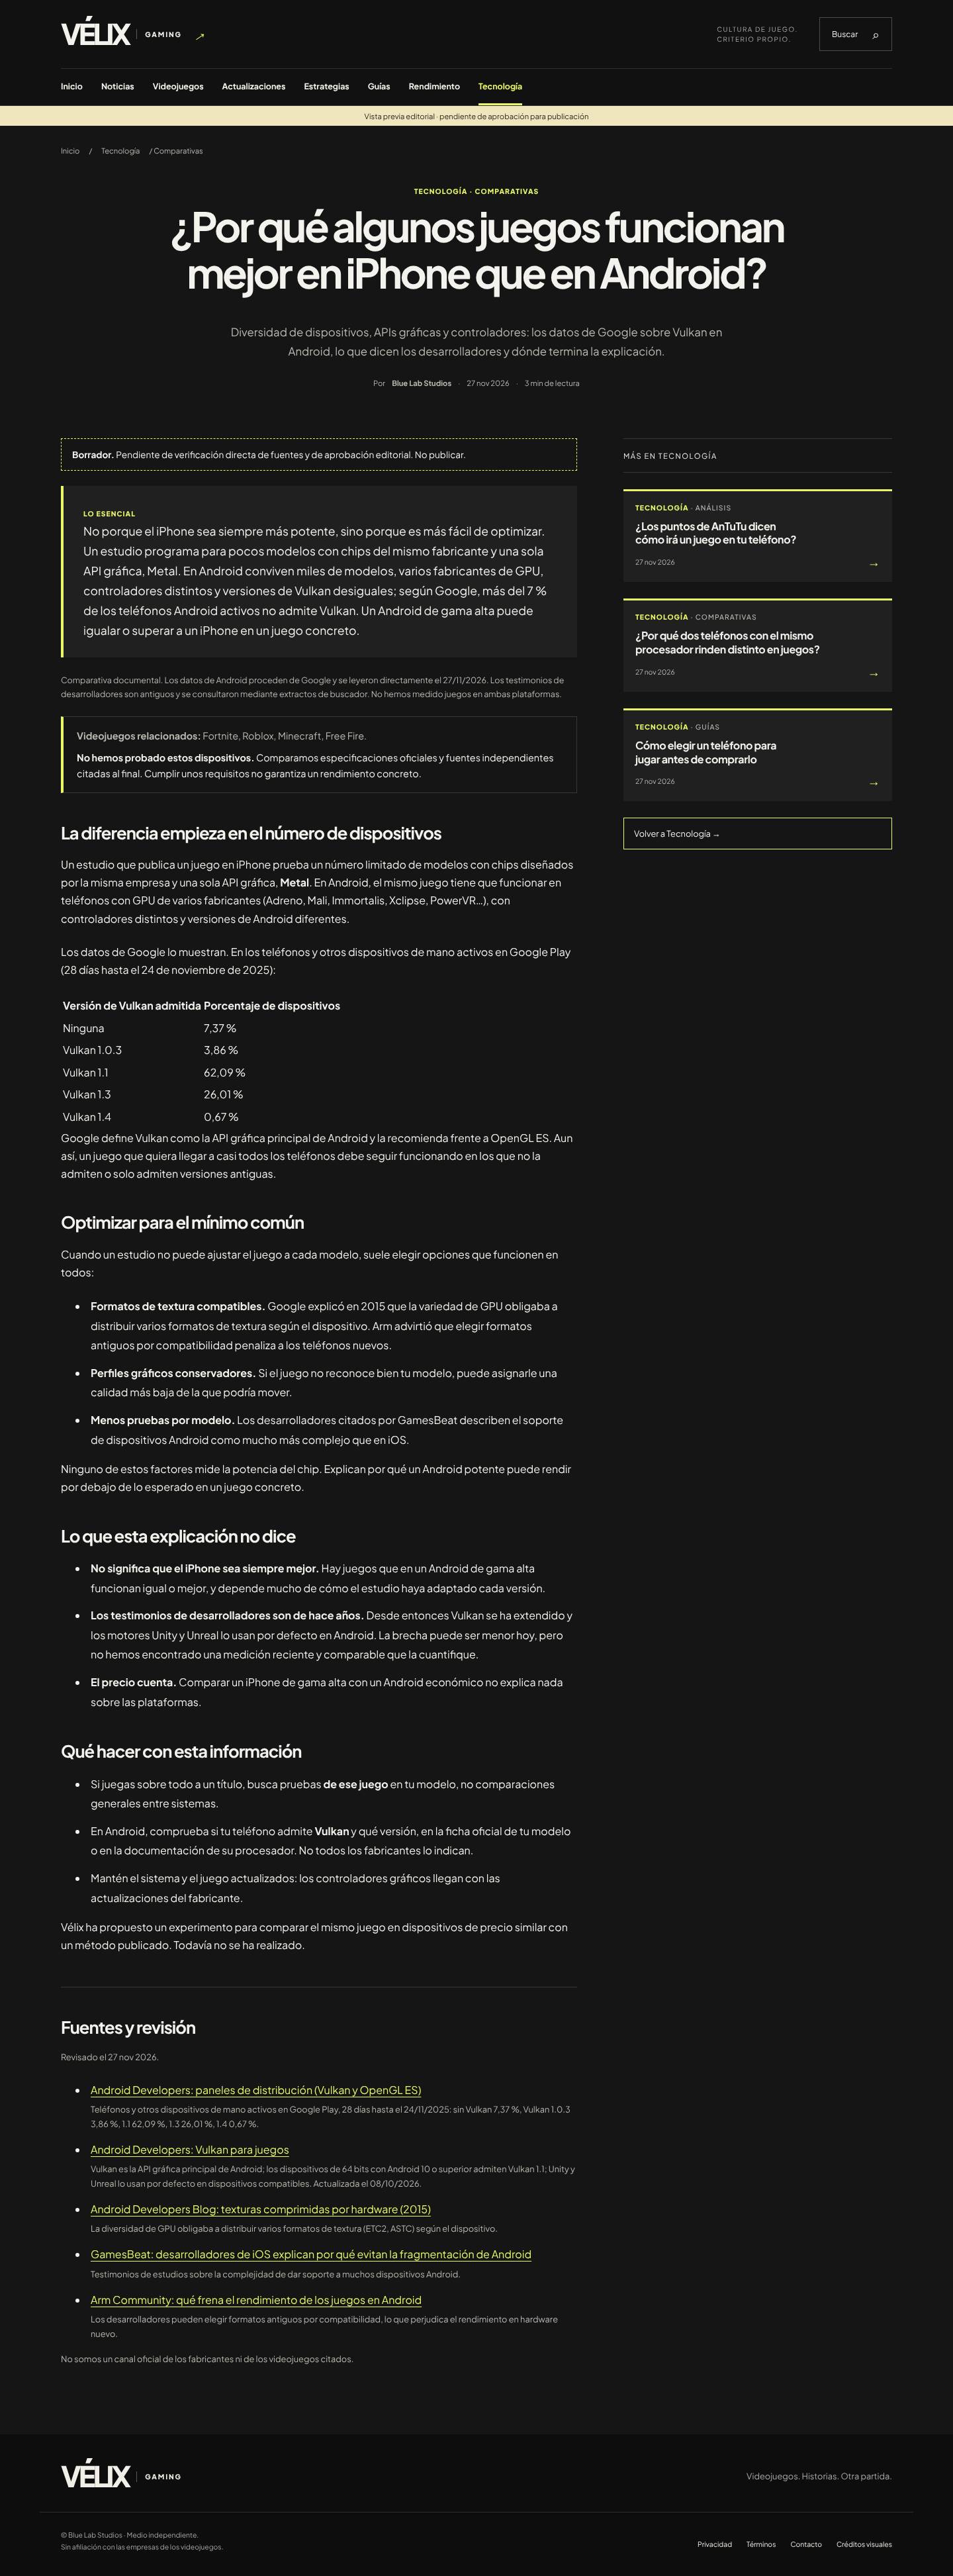 VÉLIX GAMING →
CULTURA DE JUEGO.
CRITERIO PROPIO.
Buscar ⌕
Inicio Noticias Videojuegos Actualizaciones Estrategias Guías Rendimiento Tecnología
Vista previa editorial · pendiente de aprobación para publicación
Inicio / Tecnología / Comparativas
TECNOLOGÍA · COMPARATIVAS
¿Por qué algunos juegos funcionan
mejor en iPhone que en Android?
Diversidad de dispositivos, APIs gráficas y controladores: los datos de Google sobre Vulkan en
Android, lo que dicen los desarrolladores y dónde termina la explicación.
Por Blue Lab Studios · 27 nov 2026 · 3 min de lectura
Borrador. Pendiente de verificación directa de fuentes y de aprobación editorial. No publicar.
LO ESENCIAL
No porque el iPhone sea siempre más potente, sino porque es más fácil de optimizar.
Un estudio programa para pocos modelos con chips del mismo fabricante y una sola
API gráfica, Metal. En Android conviven miles de modelos, varios fabricantes de GPU,
controladores distintos y versiones de Vulkan desiguales; según Google, más del 7 %
de los teléfonos Android activos no admite Vulkan. Un Android de gama alta puede
igualar o superar a un iPhone en un juego concreto.
Comparativa documental. Los datos de Android proceden de Google y se leyeron directamente el 27/11/2026. Los testimonios de
desarrolladores son antiguos y se consultaron mediante extractos de buscador. No hemos medido juegos en ambas plataformas.
Videojuegos relacionados: Fortnite, Roblox, Minecraft, Free Fire.
No hemos probado estos dispositivos. Comparamos especificaciones oficiales y fuentes independientes
citadas al final. Cumplir unos requisitos no garantiza un rendimiento concreto.
La diferencia empieza en el número de dispositivos
Un estudio que publica un juego en iPhone prueba un número limitado de modelos con chips diseñados
por la misma empresa y una sola API gráfica, Metal. En Android, el mismo juego tiene que funcionar en
teléfonos con GPU de varios fabricantes (Adreno, Mali, Immortalis, Xclipse, PowerVR…), con
controladores distintos y versiones de Android diferentes.
Los datos de Google lo muestran. En los teléfonos y otros dispositivos de mano activos en Google Play
(28 días hasta el 24 de noviembre de 2025):
Versión de Vulkan admitida Porcentaje de dispositivos
Ninguna 7,37 %
Vulkan 1.0.3 3,86 %
Vulkan 1.1 62,09 %
Vulkan 1.3 26,01 %
Vulkan 1.4 0,67 %
Google define Vulkan como la API gráfica principal de Android y la recomienda frente a OpenGL ES. Aun
así, un juego que quiera llegar a casi todos los teléfonos debe seguir funcionando en los que no la
admiten o solo admiten versiones antiguas.
Optimizar para el mínimo común
Cuando un estudio no puede ajustar el juego a cada modelo, suele elegir opciones que funcionen en
todos:
• Formatos de textura compatibles. Google explicó en 2015 que la variedad de GPU obligaba a
distribuir varios formatos de textura según el dispositivo. Arm advirtió que elegir formatos
antiguos por compatibilidad penaliza a los teléfonos nuevos.
• Perfiles gráficos conservadores. Si el juego no reconoce bien tu modelo, puede asignarle una
calidad más baja de la que podría mover.
• Menos pruebas por modelo. Los desarrolladores citados por GamesBeat describen el soporte
de dispositivos Android como mucho más complejo que en iOS.
Ninguno de estos factores mide la potencia del chip. Explican por qué un Android potente puede rendir
por debajo de lo esperado en un juego concreto.
Lo que esta explicación no dice
• No significa que el iPhone sea siempre mejor. Hay juegos que en un Android de gama alta
funcionan igual o mejor, y depende mucho de cómo el estudio haya adaptado cada versión.
• Los testimonios de desarrolladores son de hace años. Desde entonces Vulkan se ha extendido y
los motores Unity y Unreal lo usan por defecto en Android. La brecha puede ser menor hoy, pero
no hemos encontrado una medición reciente y comparable que la cuantifique.
• El precio cuenta. Comparar un iPhone de gama alta con un Android económico no explica nada
sobre las plataformas.
Qué hacer con esta información
• Si juegas sobre todo a un título, busca pruebas de ese juego en tu modelo, no comparaciones
generales entre sistemas.
• En Android, comprueba si tu teléfono admite Vulkan y qué versión, en la ficha oficial de tu modelo
o en la documentación de su procesador. No todos los fabricantes lo indican.
• Mantén el sistema y el juego actualizados: los controladores gráficos llegan con las
actualizaciones del fabricante.
Vélix ha propuesto un experimento para comparar el mismo juego en dispositivos de precio similar con
un método publicado. Todavía no se ha realizado.
Fuentes y revisión
Revisado el 27 nov 2026.
• Android Developers: paneles de distribución (Vulkan y OpenGL ES)
Teléfonos y otros dispositivos de mano activos en Google Play, 28 días hasta el 24/11/2025: sin Vulkan 7,37 %, Vulkan 1.0.3
3,86 %, 1.1 62,09 %, 1.3 26,01 %, 1.4 0,67 %.
• Android Developers: Vulkan para juegos
Vulkan es la API gráfica principal de Android; los dispositivos de 64 bits con Android 10 o superior admiten Vulkan 1.1; Unity y
Unreal lo usan por defecto en dispositivos compatibles. Actualizada el 08/10/2026.
• Android Developers Blog: texturas comprimidas por hardware (2015)
La diversidad de GPU obligaba a distribuir varios formatos de textura (ETC2, ASTC) según el dispositivo.
• GamesBeat: desarrolladores de iOS explican por qué evitan la fragmentación de Android
Testimonios de estudios sobre la complejidad de dar soporte a muchos dispositivos Android.
• Arm Community: qué frena el rendimiento de los juegos en Android
Los desarrolladores pueden elegir formatos antiguos por compatibilidad, lo que perjudica el rendimiento en hardware
nuevo.
No somos un canal oficial de los fabricantes ni de los videojuegos citados.
MÁS EN TECNOLOGÍA
TECNOLOGÍA · ANÁLISIS
¿Los puntos de AnTuTu dicen
cómo irá un juego en tu teléfono?
27 nov 2026 →
TECNOLOGÍA · COMPARATIVAS
¿Por qué dos teléfonos con el mismo
procesador rinden distinto en juegos?
27 nov 2026 →
TECNOLOGÍA · GUÍAS
Cómo elegir un teléfono para
jugar antes de comprarlo
27 nov 2026 →
Volver a Tecnología →
VÉLIX GAMING
Videojuegos. Historias. Otra partida.
© Blue Lab Studios · Medio independiente.
Sin afiliación con las empresas de los videojuegos.
Privacidad Términos Contacto Créditos visuales